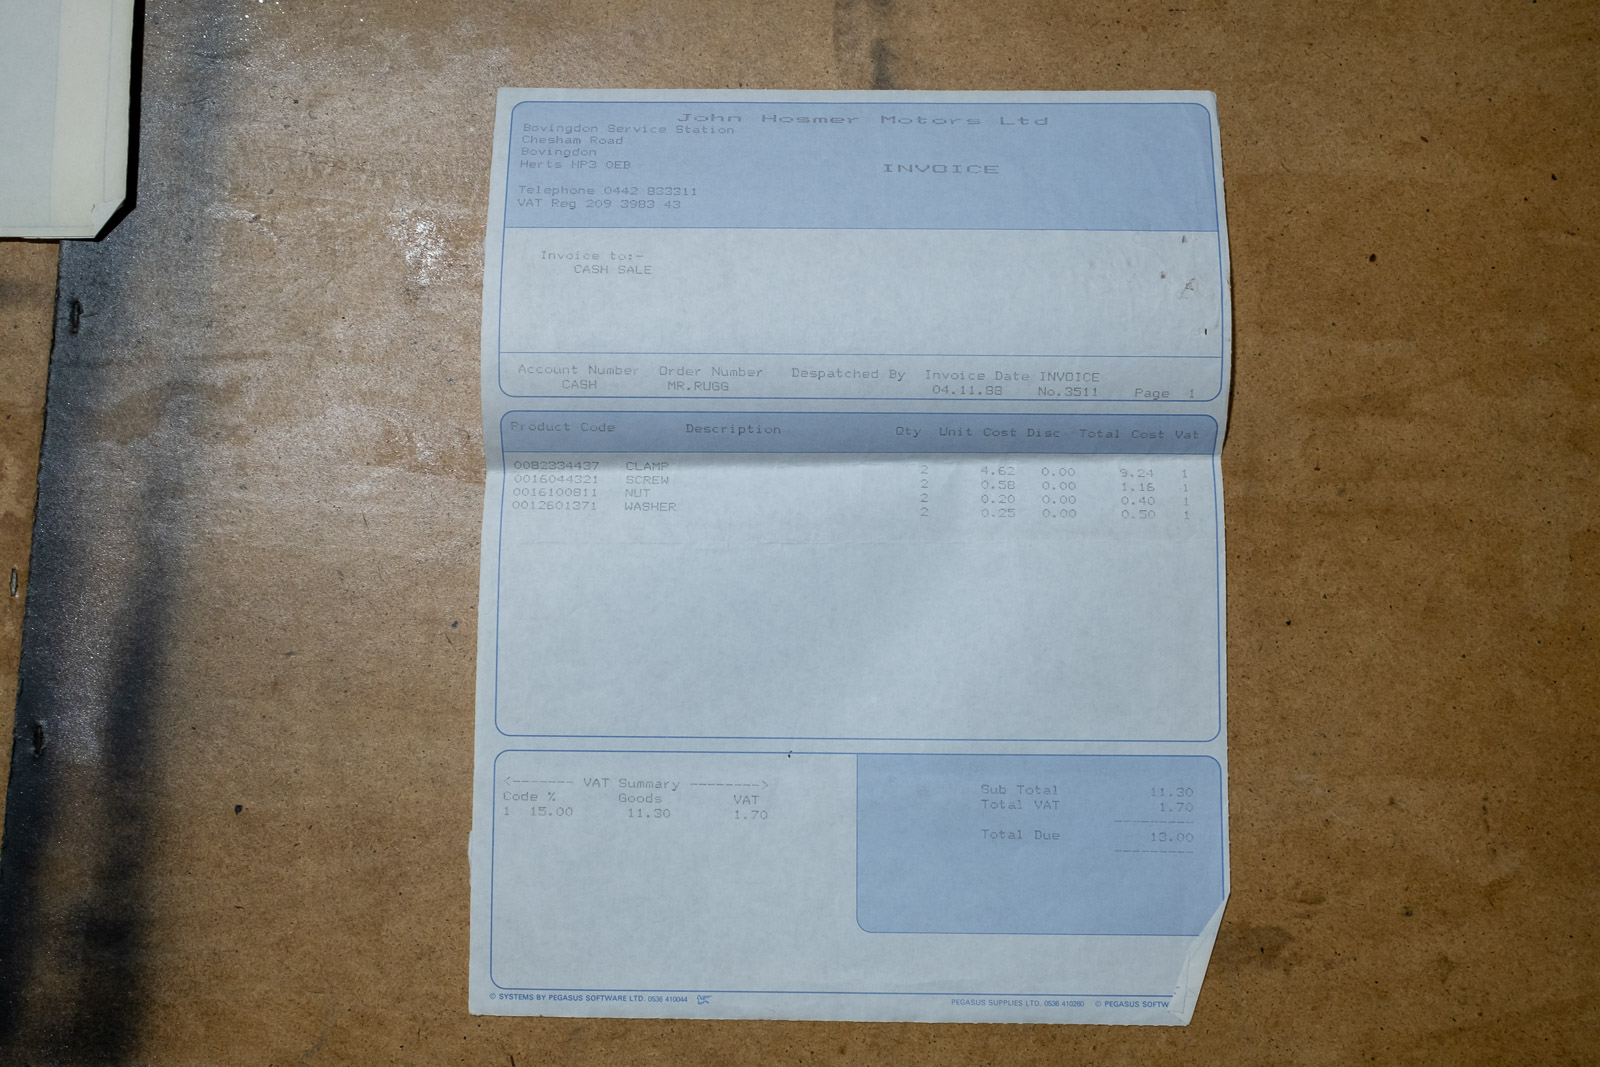 John Hosmer Motors Ltd
Bovingdon Service Station
Chesham Road
Bovingdon
Herts HP3 0EB
INVOICE
Telephone 0442 833311
VAT Reg 209 3983 43
Invoice to:-
CASH SALE
Account Number Order Number Despatched By Invoice Date INVOICE
CASH MR.RUGG 04.11.88 No.3511 Page 1
Product Code Description Qty Unit Cost Disc Total Cost Vat
0082334437 CLAMP 2 4.62 0.00 9.24 1
0016044321 SCREW 2 0.58 0.00 1.16 1
0016100811 NUT 2 0.20 0.00 0.40 1
0012601371 WASHER 2 0.25 0.00 0.50 1
<------- VAT Summary -------->
Code % Goods VAT
1 15.00 11.30 1.70
Sub Total 11.30
Total VAT 1.70
Total Due 13.00
© SYSTEMS BY PEGASUS SOFTWARE LTD. 0536 410044
PEGASUS SUPPLIES LTD. 0536 410260 © PEGASUS SOFTW